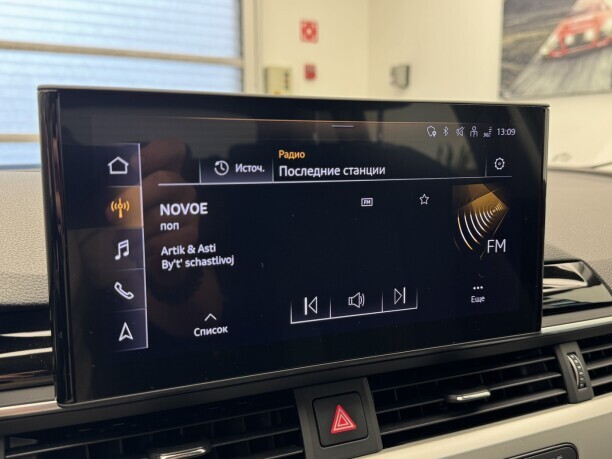 13:09
Радио
Источ.
Последние станции
NOVOE
FM
поп
Artik & Asti
By't' schastlivoj
FM
Список
Еще